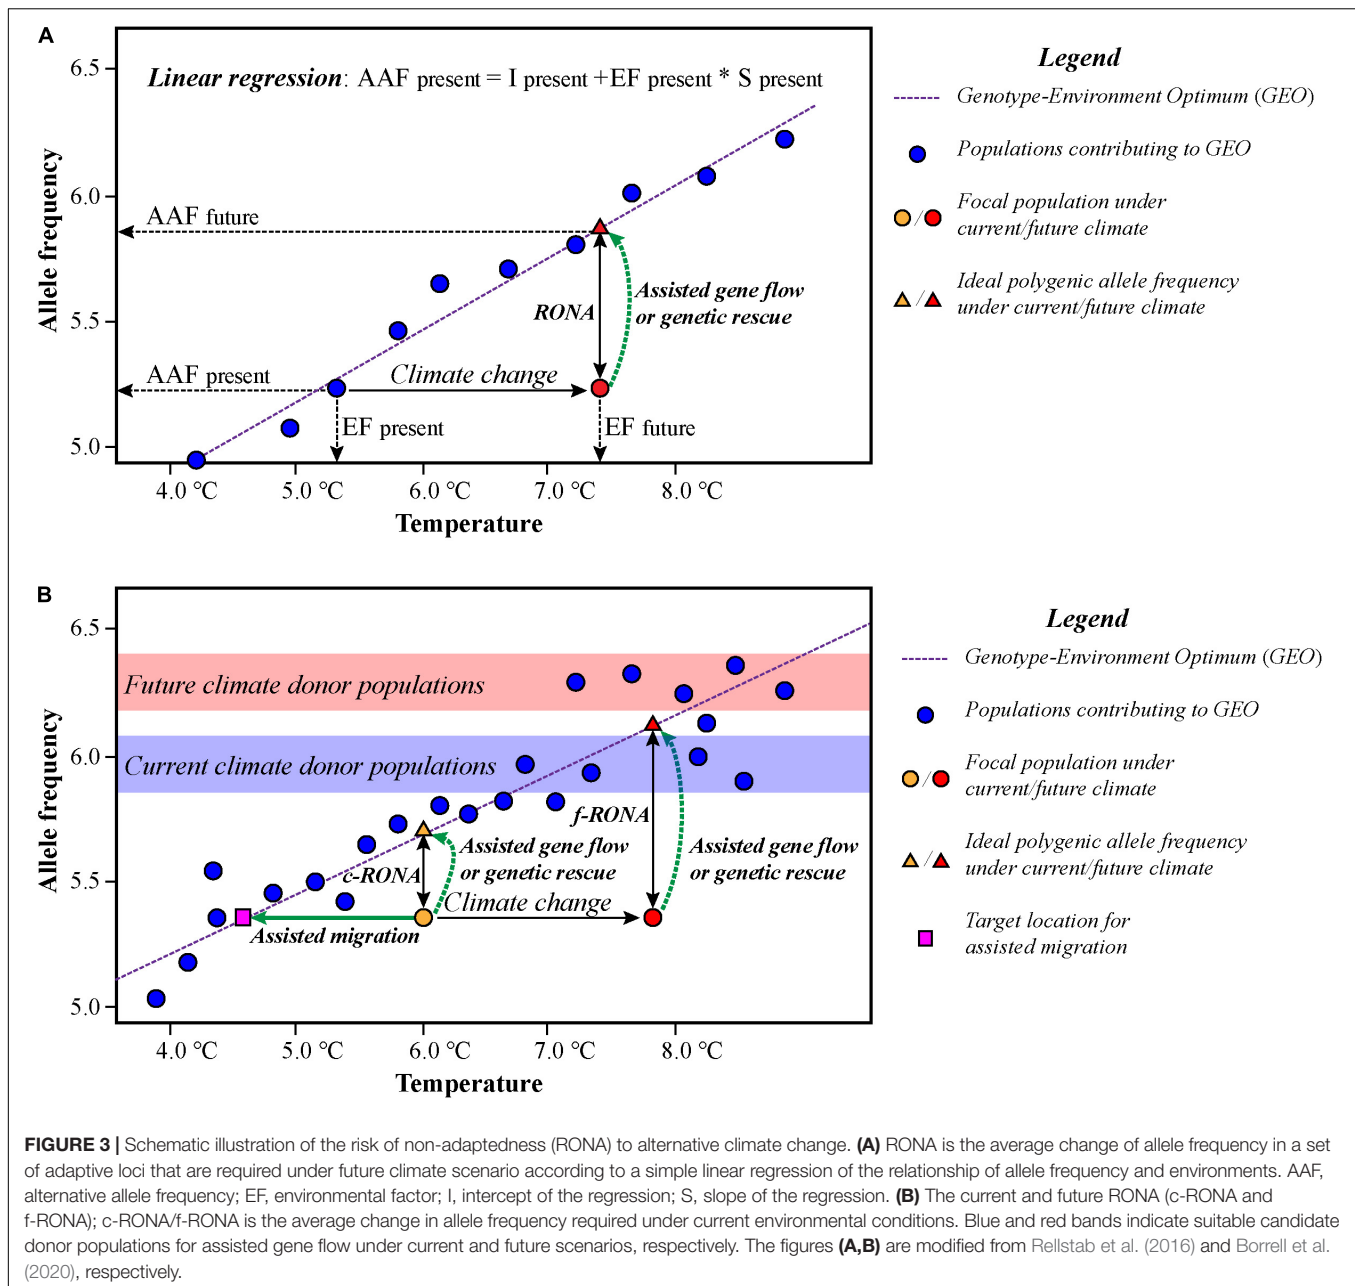 A
6.5
Linear regression: AAF present = I present +EF present * S present
Allele frequency
AAF future
6.0
RONA
Assisted gene flow
or genetic rescue
5.5
AAF present
Climate change
EF present
EF future
5.0
4.0 °C
5.0 °C
6.0 °C
7.0 °C
8.0 °C
Temperature
Legend
Genotype-Environment Optimum (GEO)
Populations contributing to GEO
/
Focal population under
current/future climate
/
Ideal polygenic allele frequency
under current/future climate
B
6.5
Allele frequency
Future climate donor populations
6.0
Current climate donor populations
f-RONA
c-RONA
Assisted gene flow
or genetic rescue
Assisted gene flow
or genetic rescue
5.5
Climate change
Assisted migration
5.0
4.0 °C
5.0 °C
6.0 °C
7.0 °C
8.0 °C
Temperature
Legend
Genotype-Environment Optimum (GEO)
Populations contributing to GEO
/
Focal population under
current/future climate
/
Ideal polygenic allele frequency
under current/future climate
Target location for
assisted migration
FIGURE 3 | Schematic illustration of the risk of non-adaptedness (RONA) to alternative climate change. (A) RONA is the average change of allele frequency in a set
of adaptive loci that are required under future climate scenario according to a simple linear regression of the relationship of allele frequency and environments. AAF,
alternative allele frequency; EF, environmental factor; I, intercept of the regression; S, slope of the regression. (B) The current and future RONA (c-RONA and
f-RONA); c-RONA/f-RONA is the average change in allele frequency required under current environmental conditions. Blue and red bands indicate suitable candidate
donor populations for assisted gene flow under current and future scenarios, respectively. The figures (A,B) are modified from Rellstab et al. (2016) and Borrell et al.
(2020), respectively.